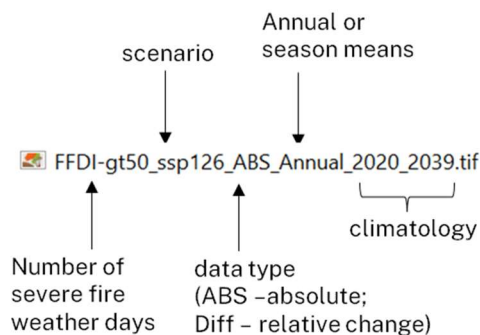 Annual or
season means
scenario
FFDI-gt50_ssp126_ABS_Annual_2020_2039.tif
climatology
Number of
severe fire
weather days
data type
(ABS –absolute;
Diff – relative change)